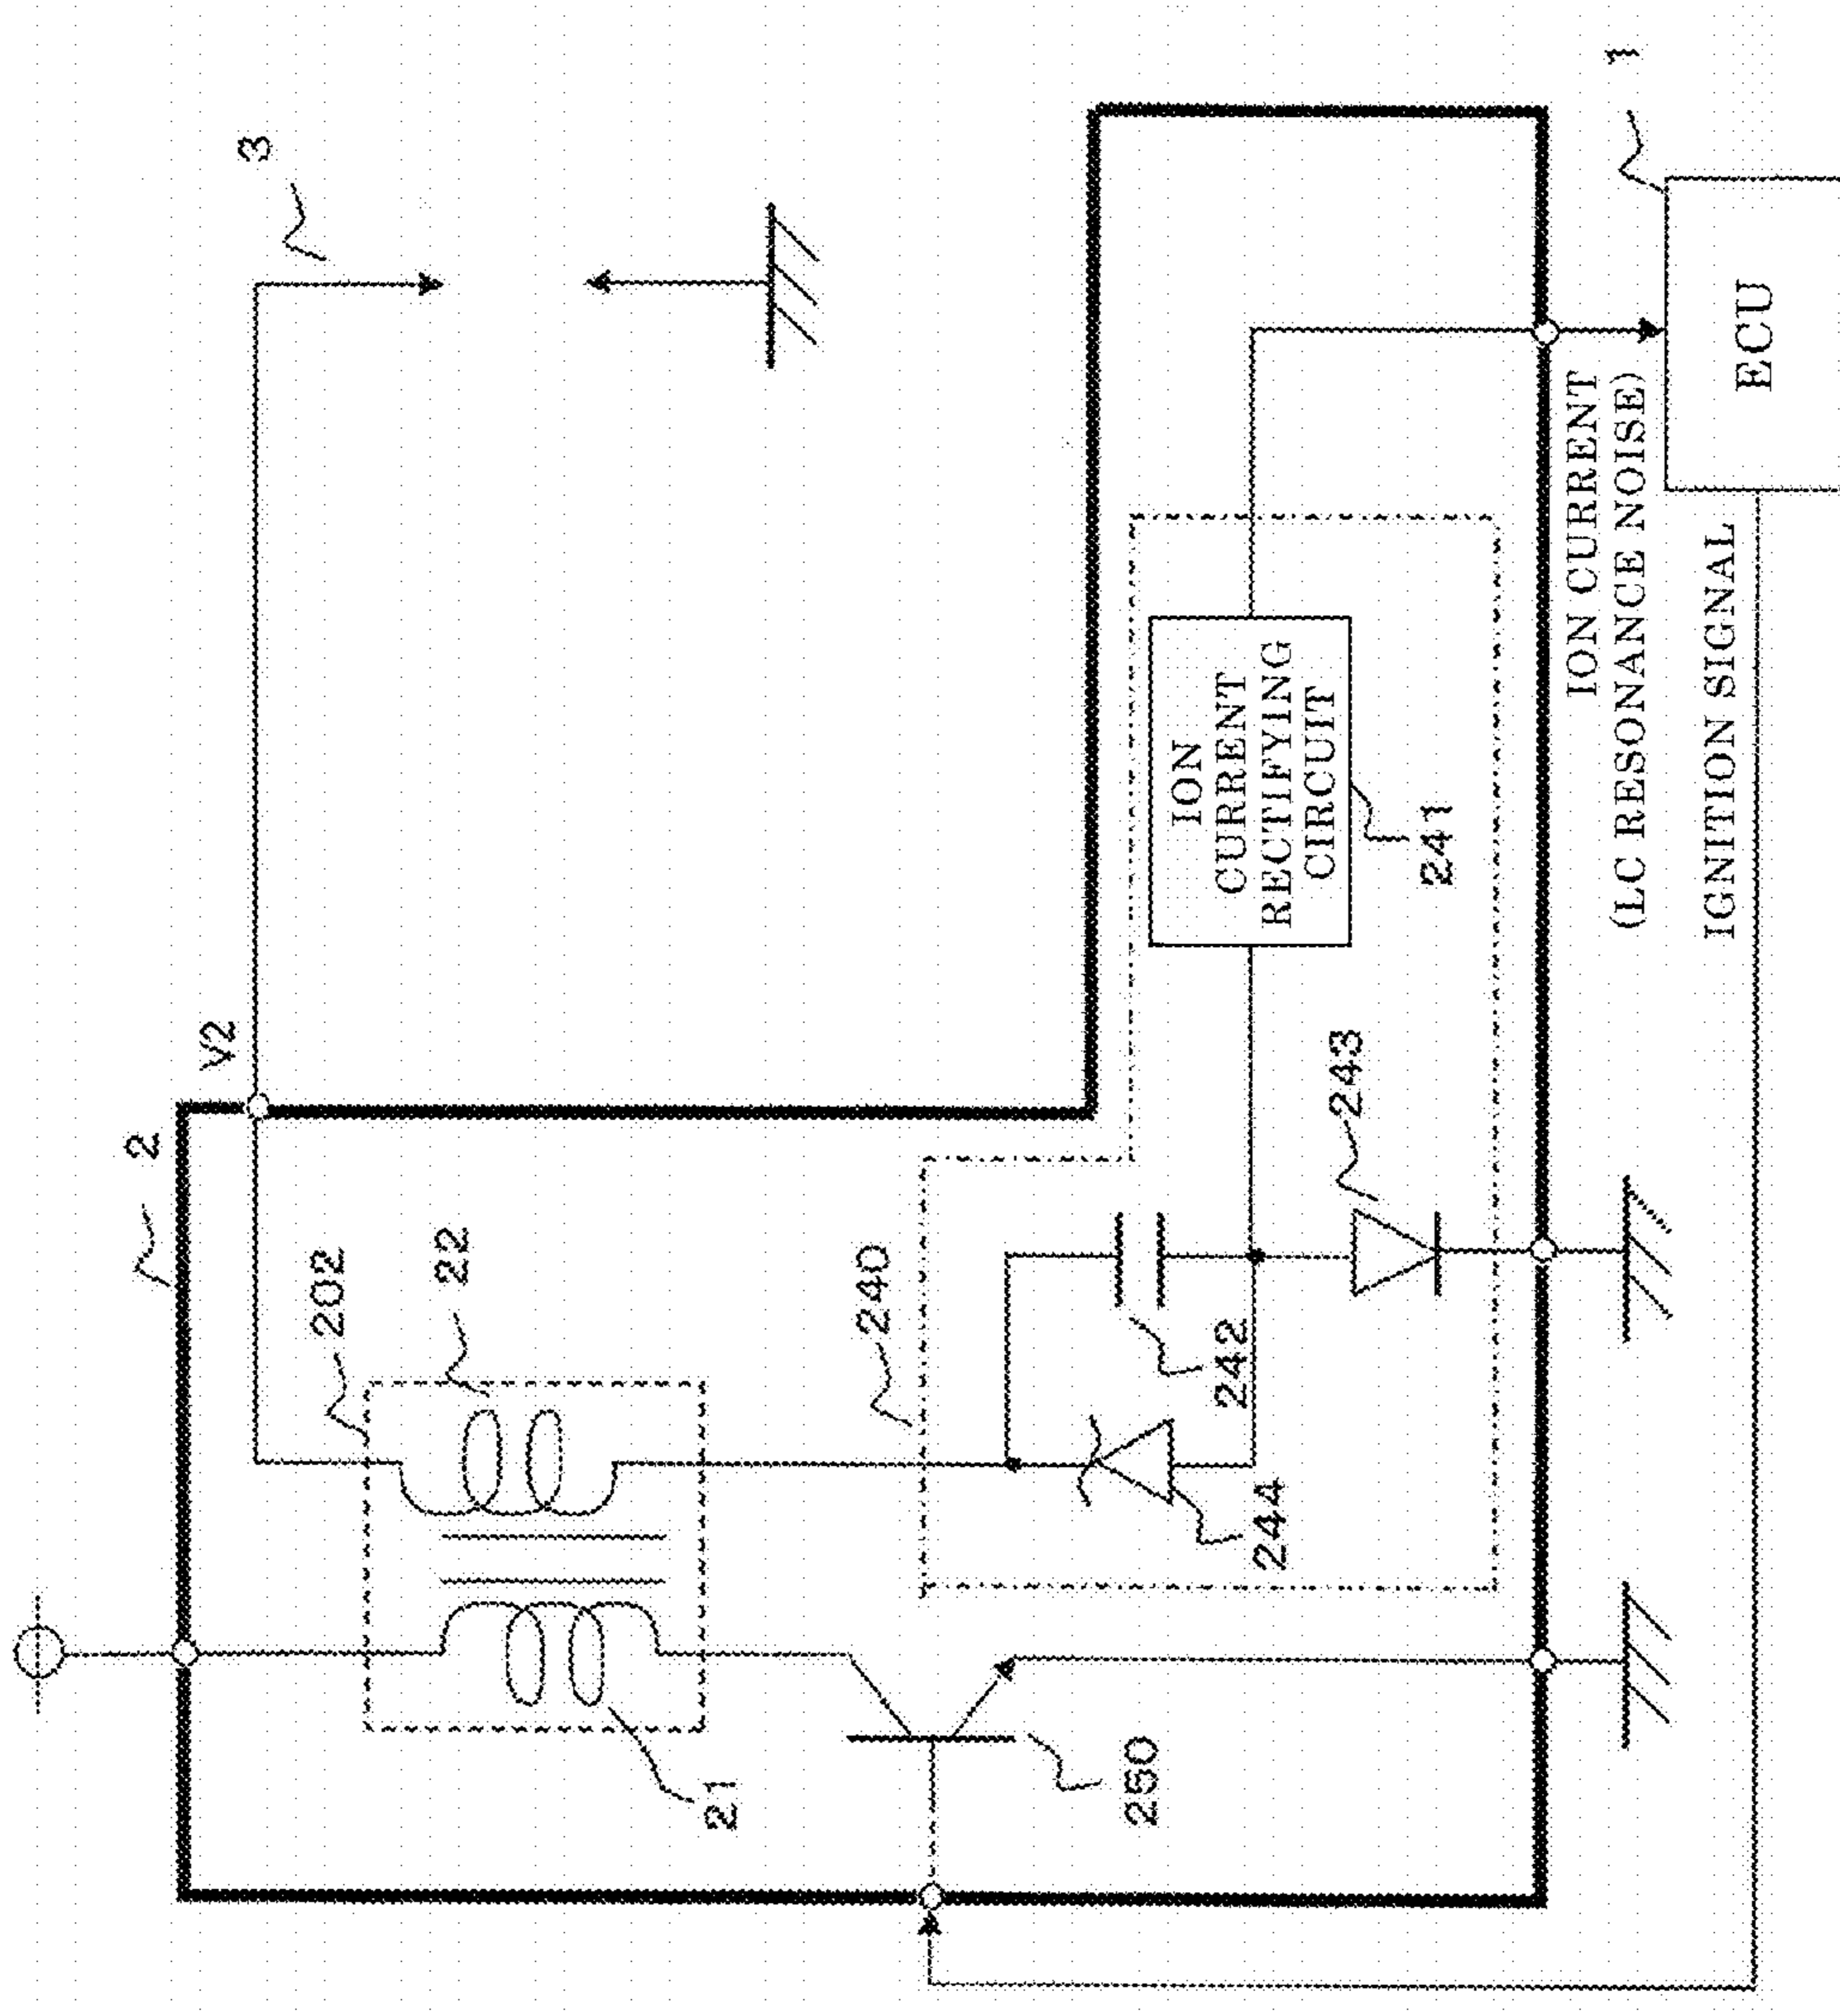 3
1
V2
2
202
22
240
21
250
244
242
243
ION
CURRENT
RECTIFYING
CIRCUIT
241
ION CURRENT
(LC RESONANCE NOISE)
IGNITION SIGNAL
ECU